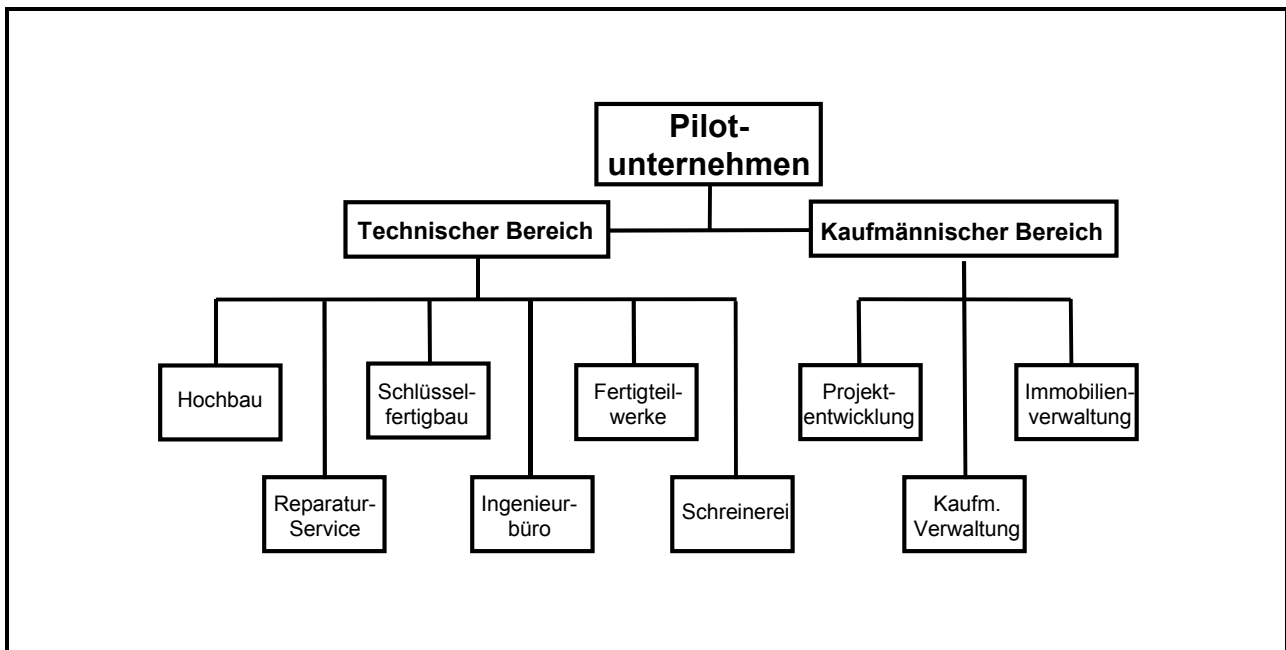 Pilot-
unternehmen
Technischer Bereich
Kaufmännischer Bereich
Hochbau
Schlüssel-
fertigbau
Fertigteil-
werke
Projekt-
entwicklung
Immobilien-
verwaltung
Reparatur-
Service
Ingenieur-
büro
Schreinerei
Kaufm.
Verwaltung